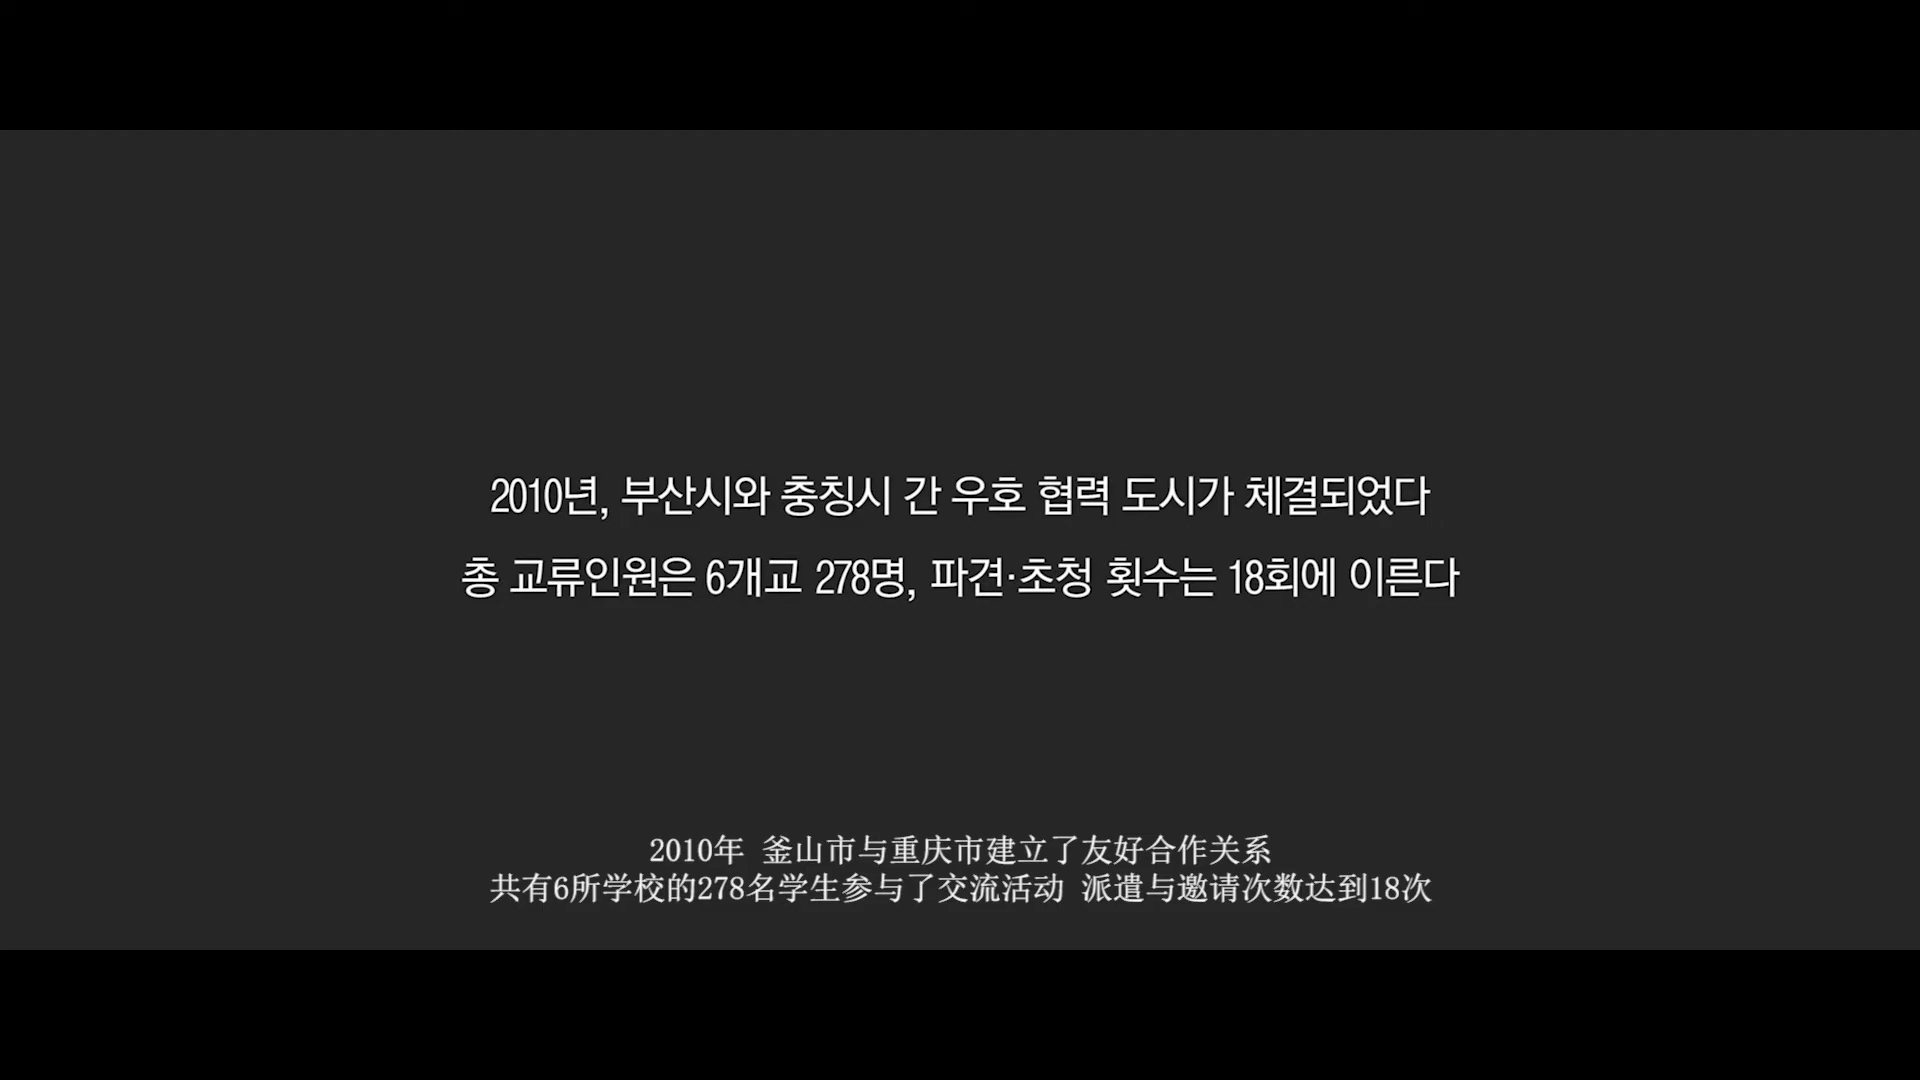 2010년, 부산시와 충칭시 간 우호 협력 도시가 체결되었다
총 교류인원은 6개교 278명, 파견·초청 횟수는 18회에 이른다
2010年 釜山市与重庆市建立了友好合作关系
共有6所学校的278名学生参与了交流活动 派遣与邀请次数达到18次